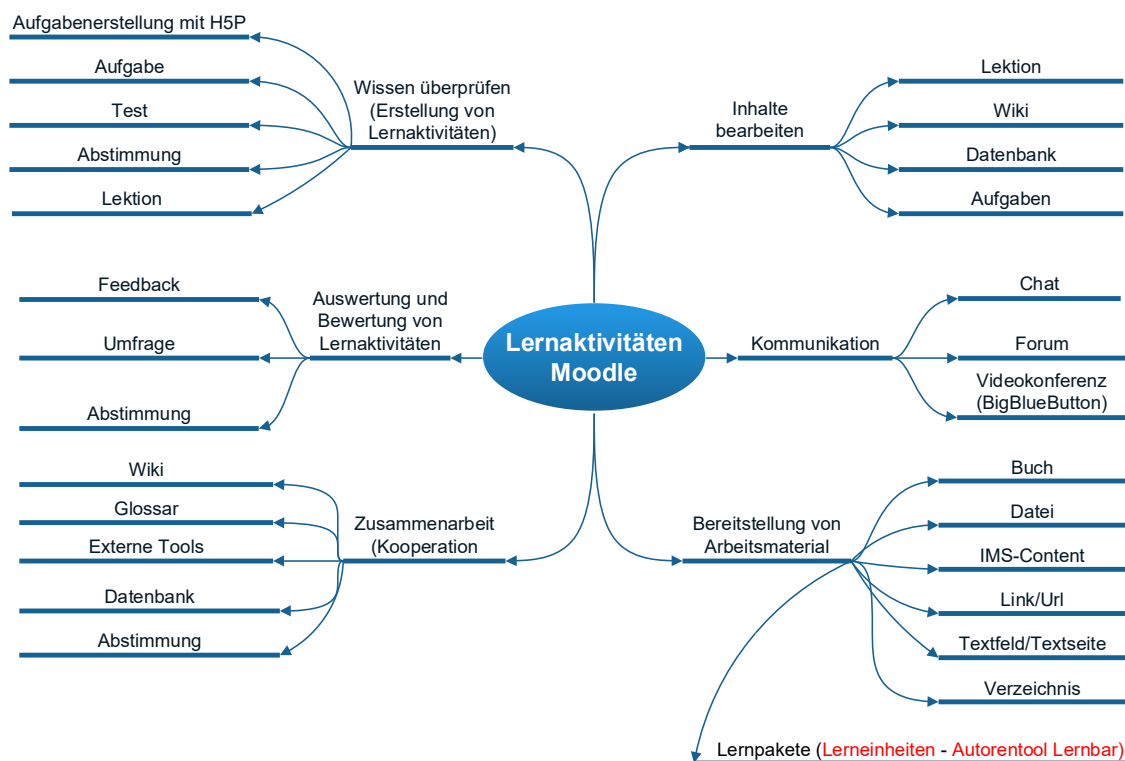 Aufgabenerstellung mit H5P
Aufgabe
Test
Abstimmung
Lektion
Wissen überprüfen
(Erstellung von
Lernaktivitäten)
Inhalte
bearbeiten
Lektion
Wiki
Datenbank
Aufgaben
Feedback
Umfrage
Abstimmung
Auswertung und
Bewertung von
Lernaktivitäten
Lernaktivitäten
Moodle
Kommunikation
Chat
Forum
Videokonferenz
(BigBlueButton)
Wiki
Glossar
Externe Tools
Datenbank
Abstimmung
Zusammenarbeit
(Kooperation
Bereitstellung von
Arbeitsmaterial
Buch
Datei
IMS-Content
Link/Url
Textfeld/Textseite
Verzeichnis
Lernpakete (Lerneinheiten - Autorentool Lernbar)